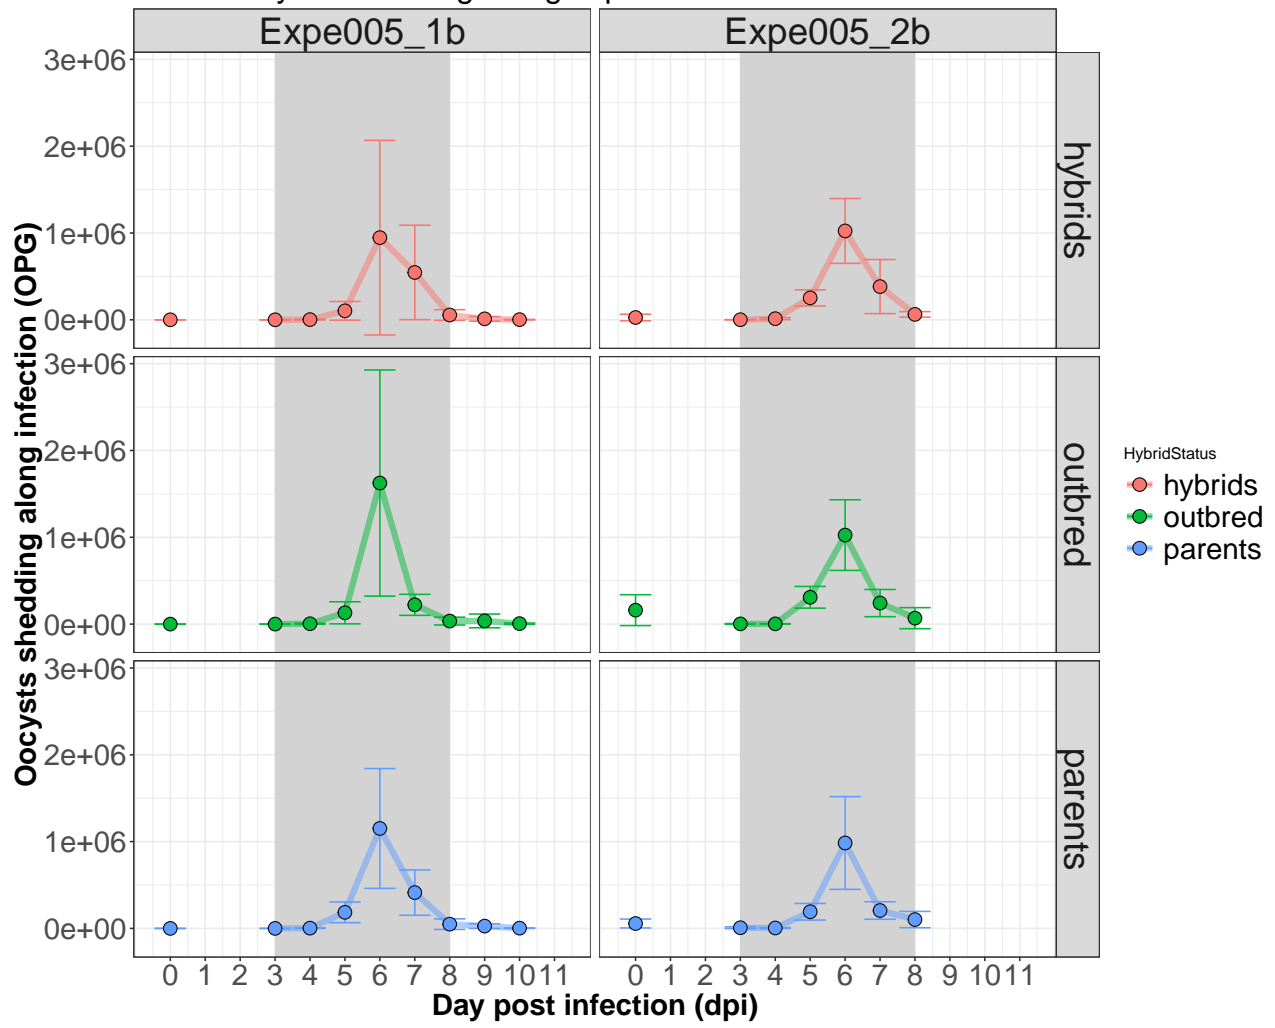 Expe005_1b
Expe005_2b
3e+06
2e+06
1e+06
0e+00
hybrids
3e+06
2e+06
1e+06
0e+00
outbred
3e+06
2e+06
1e+06
0e+00
parents
Oocysts shedding along infection (OPG)
0 1 2 3 4 5 6 7 8 9 10 11
0 1 2 3 4 5 6 7 8 9 10 11
Day post infection (dpi)
HybridStatus
hybrids
outbred
parents